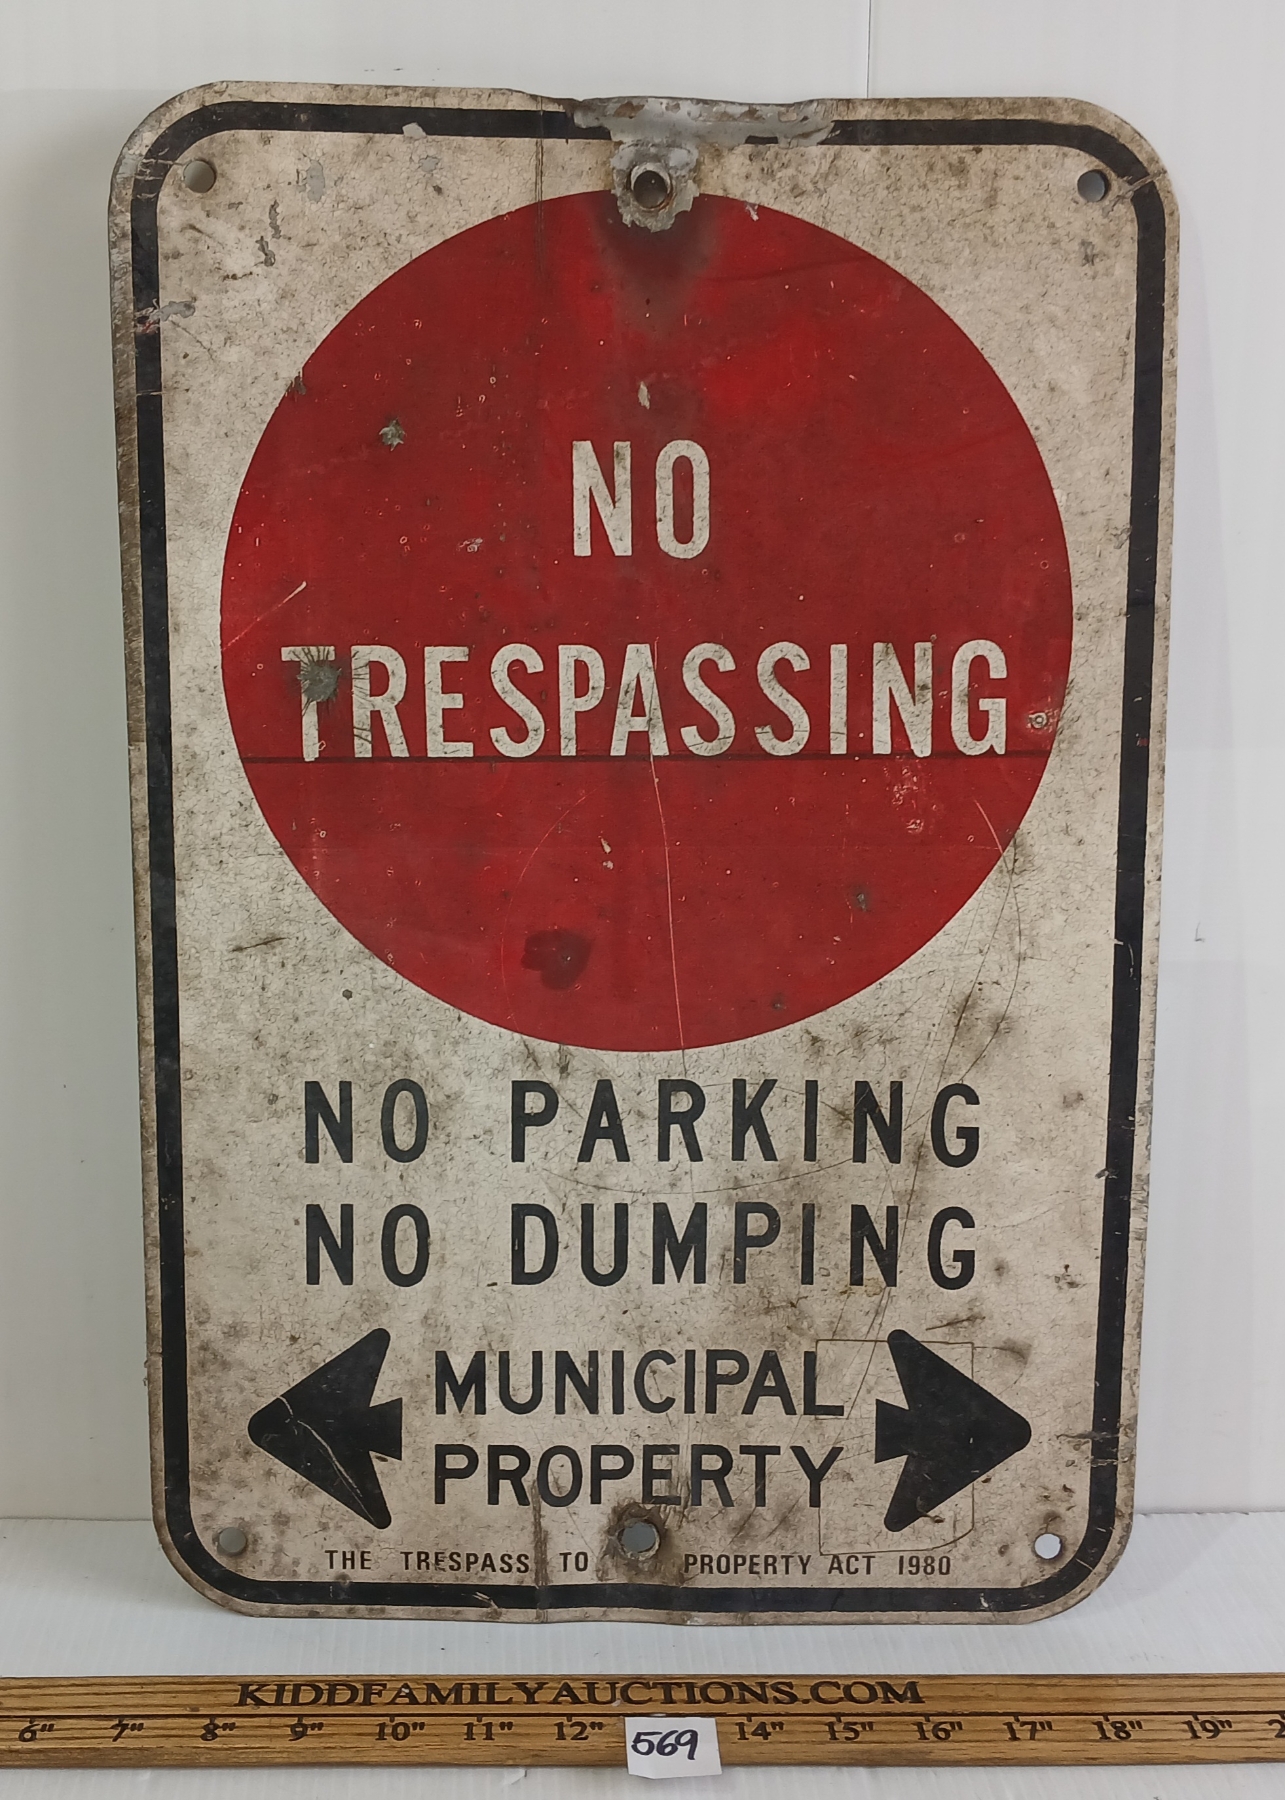 NO
TRESPASSING
NO PARKING
NO DUMPING
MUNICIPAL
PROPERTY
THE TRESPASS TO PROPERTY ACT 1980
KIDDFAMILYAUCTIONS.COM
6" 7" 8" 9" 10" 11" 12" 569 14" 15" 16" 17" 18" 19"